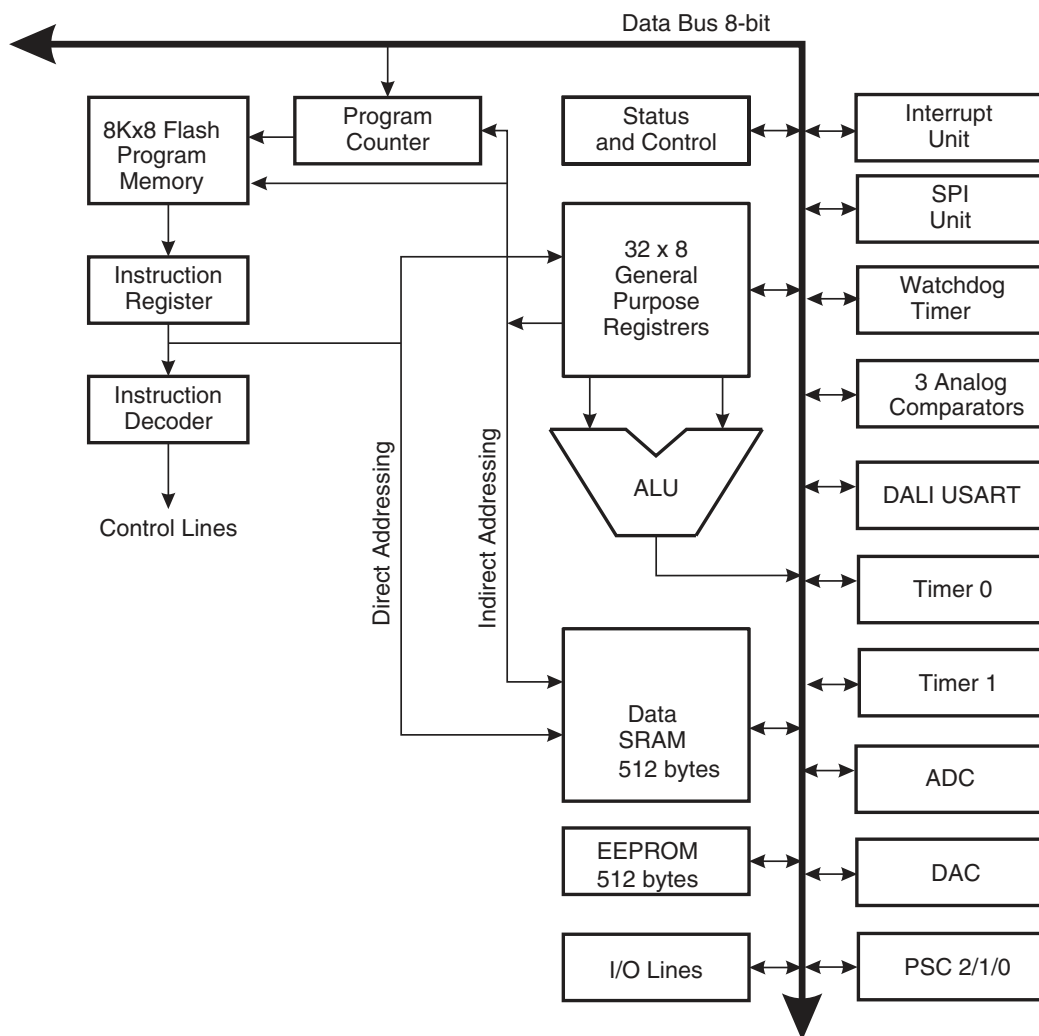 Data Bus 8-bit
8Kx8 Flash
Program
Memory
Program
Counter
Status
and Control
Interrupt
Unit
SPI
Unit
Instruction
Register
32 x 8
General
Purpose
Registrers
Watchdog
Timer
Instruction
Decoder
3 Analog
Comparators
Direct Addressing
Indirect Addressing
ALU
DALI USART
Control Lines
Timer 0
Data
SRAM
512 bytes
Timer 1
ADC
EEPROM
512 bytes
DAC
I/O Lines
PSC 2/1/0